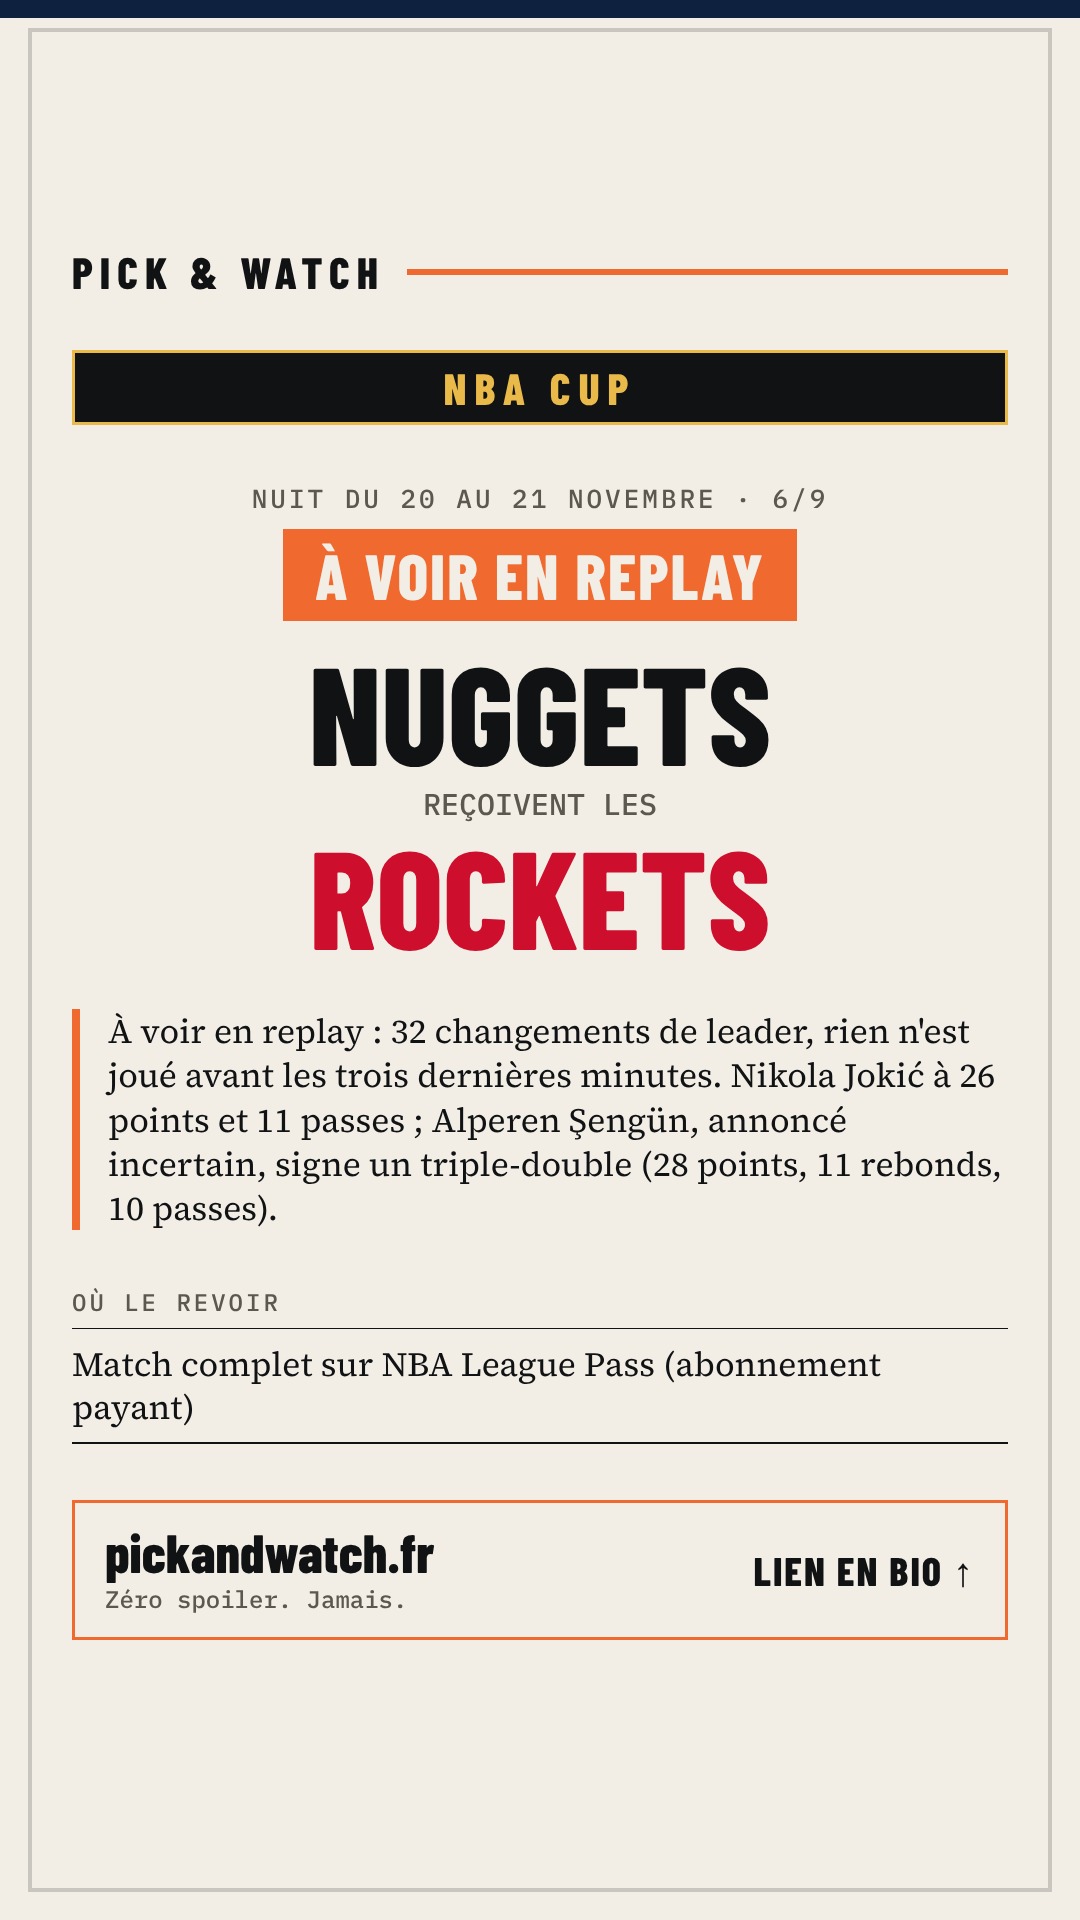 PICK & WATCH
NBA CUP
NUIT DU 20 AU 21 NOVEMBRE · 6/9
À VOIR EN REPLAY
NUGGETS
REÇOIVENT LES
ROCKETS
À voir en replay : 32 changements de leader, rien n'est
joué avant les trois dernières minutes. Nikola Jokić à 26
points et 11 passes ; Alperen Şengün, annoncé
incertain, signe un triple-double (28 points, 11 rebonds,
10 passes).
OÙ LE REVOIR
Match complet sur NBA League Pass (abonnement
payant)
pickandwatch.fr
Zéro spoiler. Jamais.
LIEN EN BIO ↑